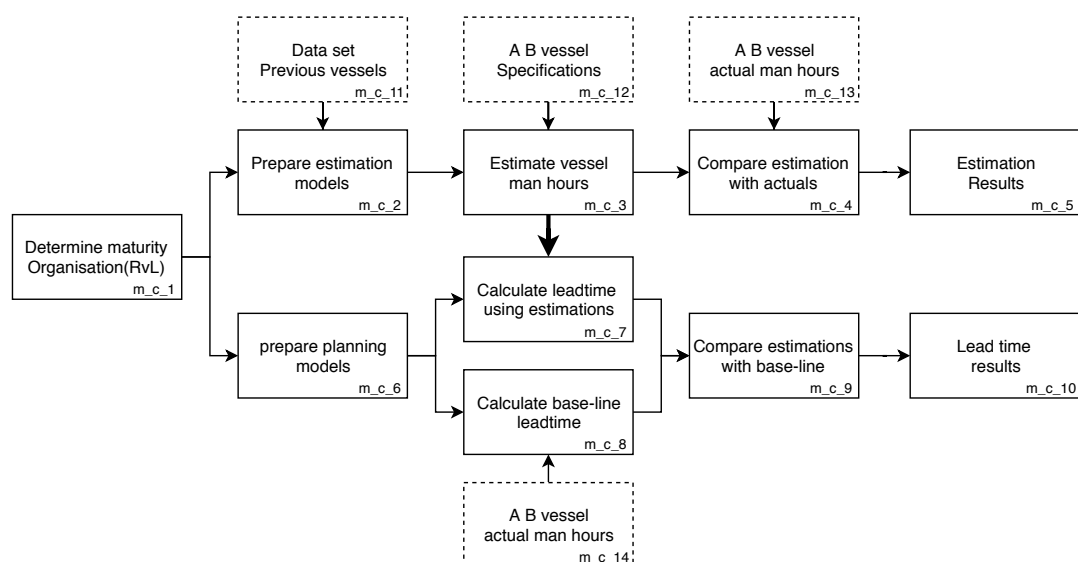 Data set
Previous vessels
m_c_11
A B vessel
Specifications
m_c_12
A B vessel
actual man hours
m_c_13
Prepare estimation
models
m_c_2
Estimate vessel
man hours
m_c_3
Compare estimation
with actuals
m_c_4
Estimation
Results
m_c_5
Determine maturity
Organisation(RvL)
m_c_1
Calculate leadtime
using estimations
m_c_7
prepare planning
models
m_c_6
Compare estimations
with base-line
m_c_9
Lead time
results
m_c_10
Calculate base-line
leadtime
m_c_8
A B vessel
actual man hours
m_c_14